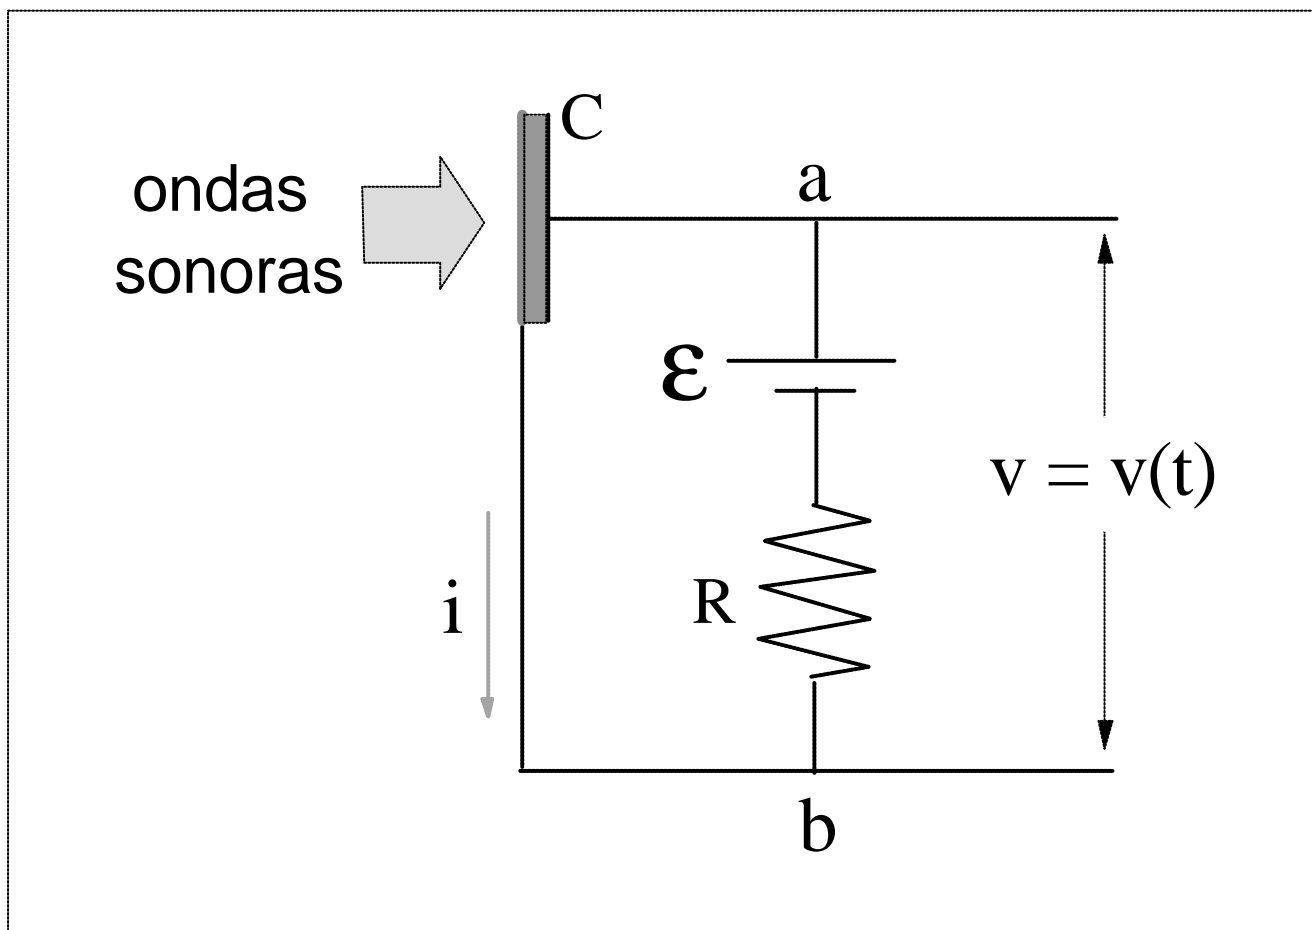 C
ondas
sonoras
a
ε
v = v(t)
i
R
b